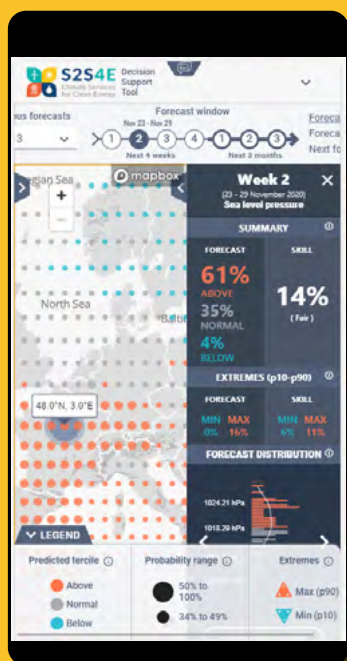 S2S4E
Climate Services
for Clean Energy
Decision
Support
Tool
us forecasts
Forecast window
Nov 23 - Nov 29
Foreca
Foreca
Next fo
3
1 2 3 4 1 2 3
Next 4 weeks
Next 3 months
egian Sea
mapbox
+
−
North Sea
Balti
48.0°N, 3.0°E
Week 2
(23 - 29 November 2020)
Sea level pressure
SUMMARY
FORECAST
SKILL
61%
ABOVE
35%
NORMAL
4%
BELOW
14%
( Fair )
EXTREMES (p10-p90)
FORECAST
SKILL
MIN MAX
0% 16%
MIN MAX
6% 11%
FORECAST DISTRIBUTION
1024.21 hPa
1018.29 hPa
LEGEND
Predicted tercile
Above
Normal
Below
Probability range
50% to
100%
34% to 49%
Extremes
Max (p90)
Min (p10)